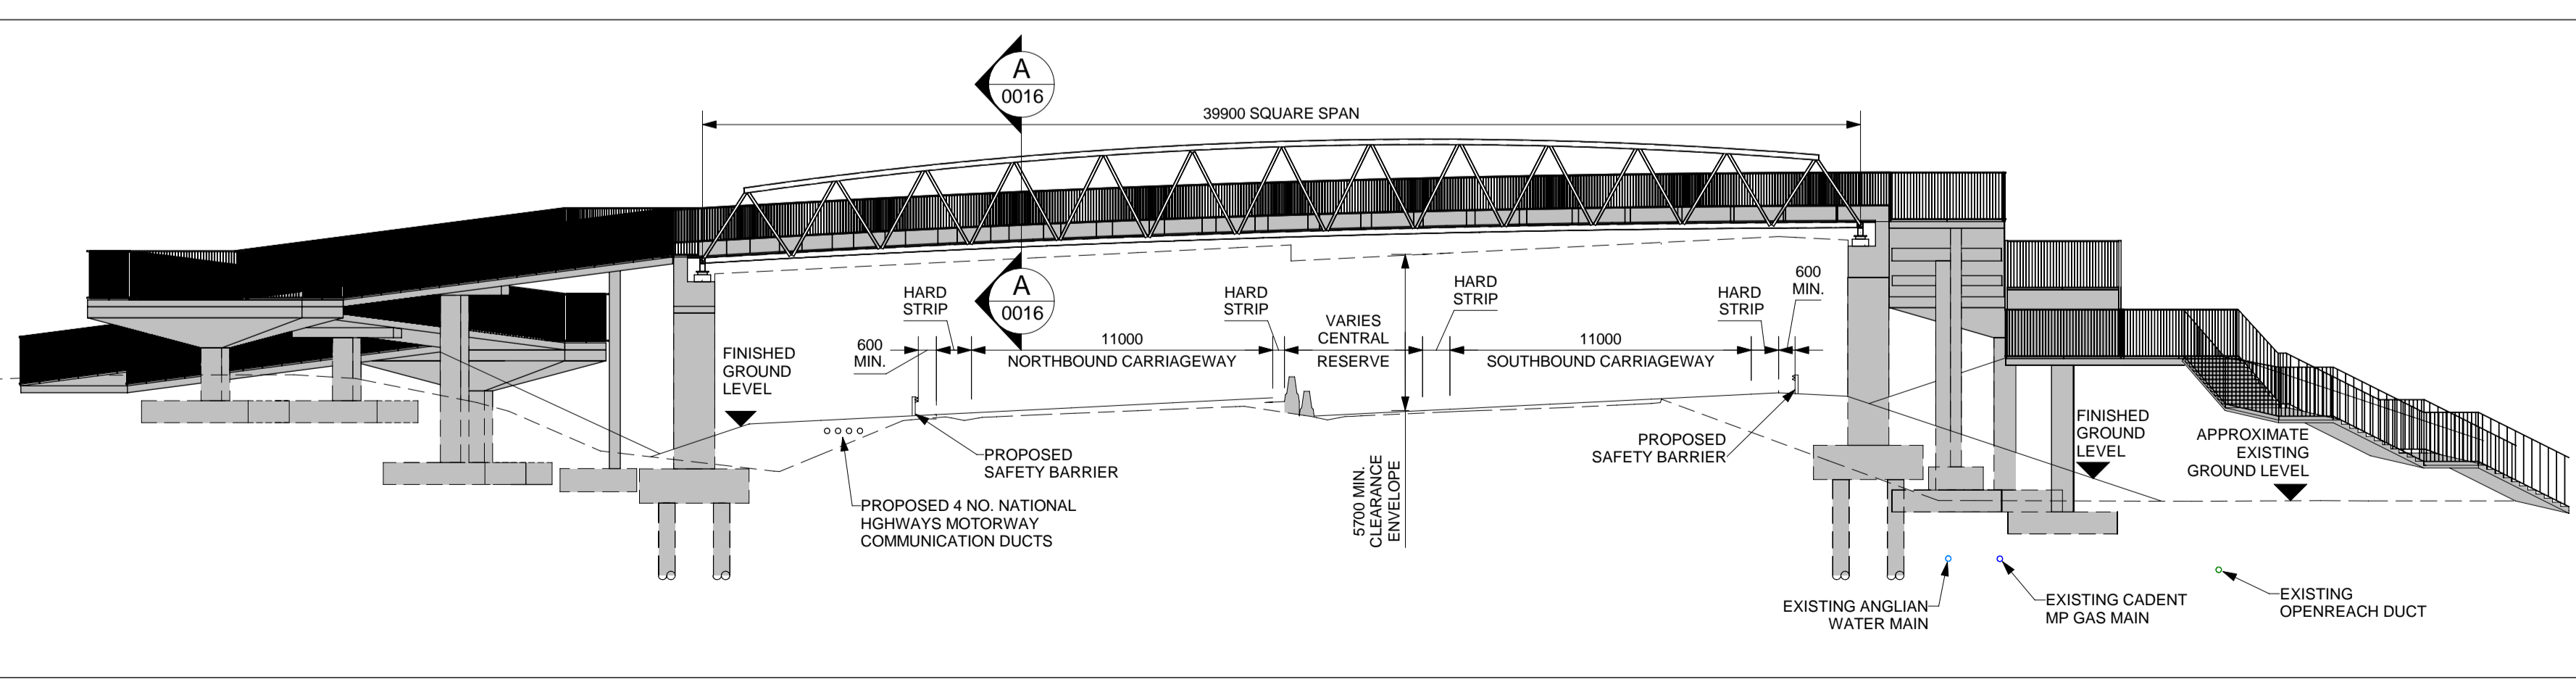 A
0016
39900 SQUARE SPAN
A
0016
HARD
STRIP
HARD
STRIP
HARD
STRIP
HARD
STRIP
600
MIN.
600
MIN.
11000
NORTHBOUND CARRIAGEWAY
VARIES
CENTRAL
RESERVE
11000
SOUTHBOUND CARRIAGEWAY
FINISHED
GROUND
LEVEL
PROPOSED
SAFETY BARRIER
PROPOSED 4 NO. NATIONAL
HGHWAYS MOTORWAY
COMMUNICATION DUCTS
5700 MIN.
CLEARANCE
ENVELOPE
PROPOSED
SAFETY BARRIER
FINISHED
GROUND
LEVEL
APPROXIMATE
EXISTING
GROUND LEVEL
EXISTING ANGLIAN
WATER MAIN
EXISTING CADENT
MP GAS MAIN
EXISTING
OPENREACH DUCT